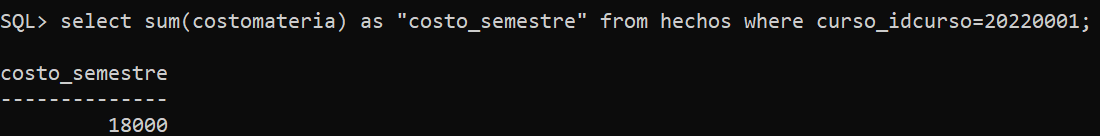 SQL> select sum(costomateria) as "costo_semestre" from hechos where curso_idcurso=20220001;
costo_semestre
--------------
18000